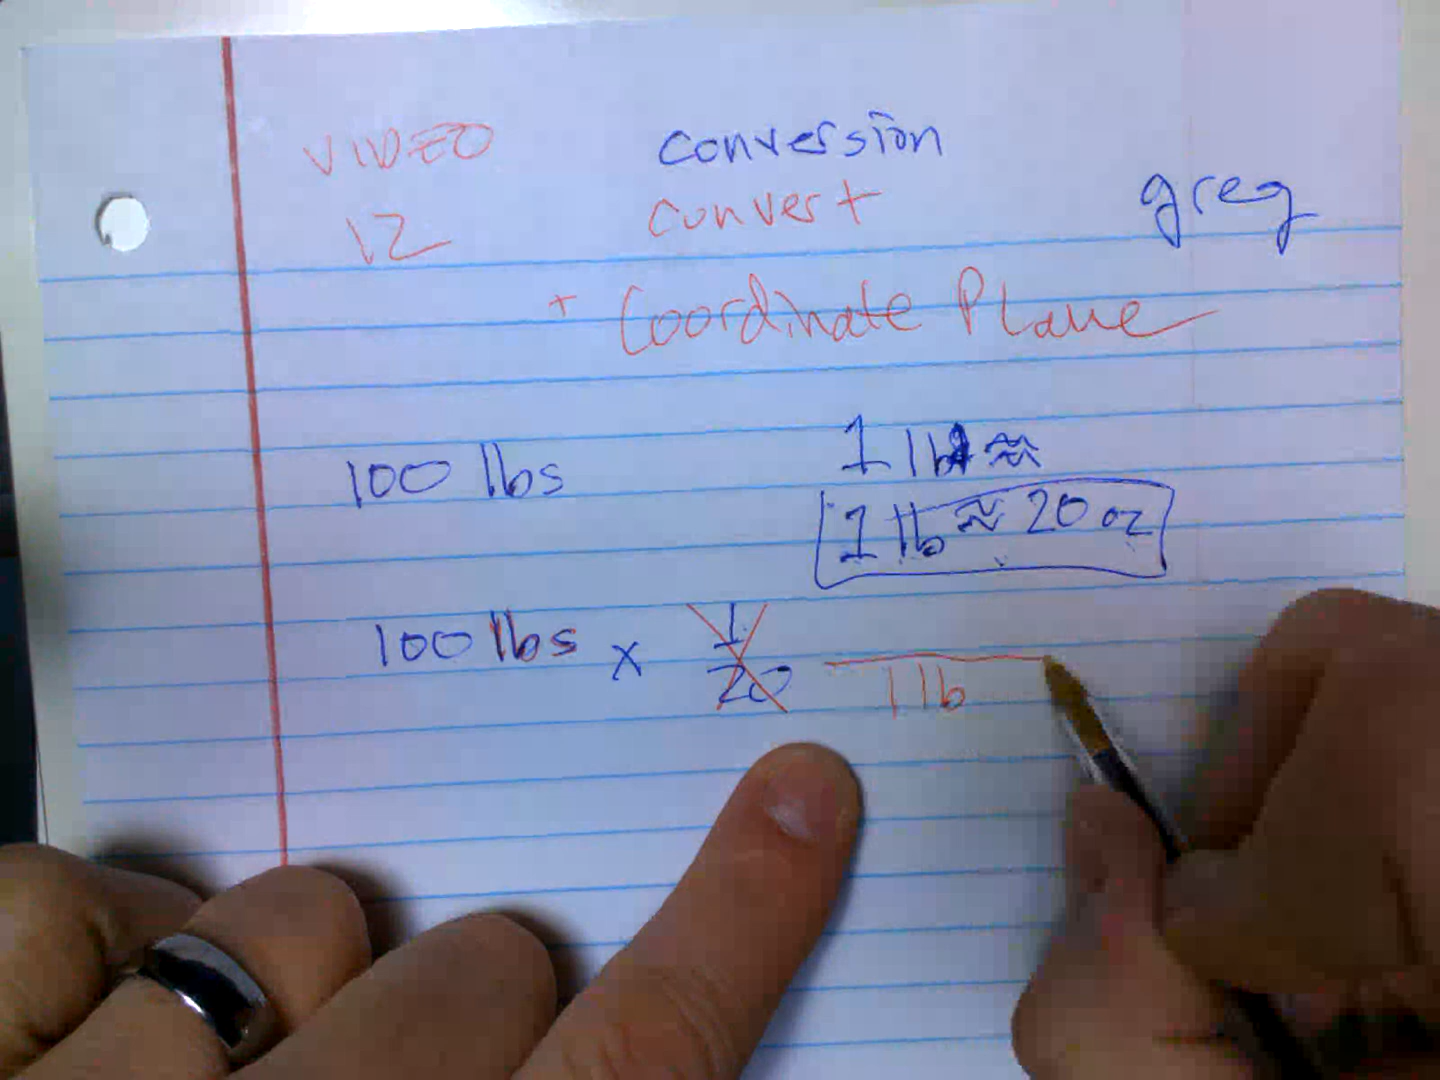 VIDEO
12
conversion
convert
+ Coordinate Plane
greg
100 lbs
1 lb ≈
1 lb ≈ 20 oz
100 lbs x 1/20
1 lb